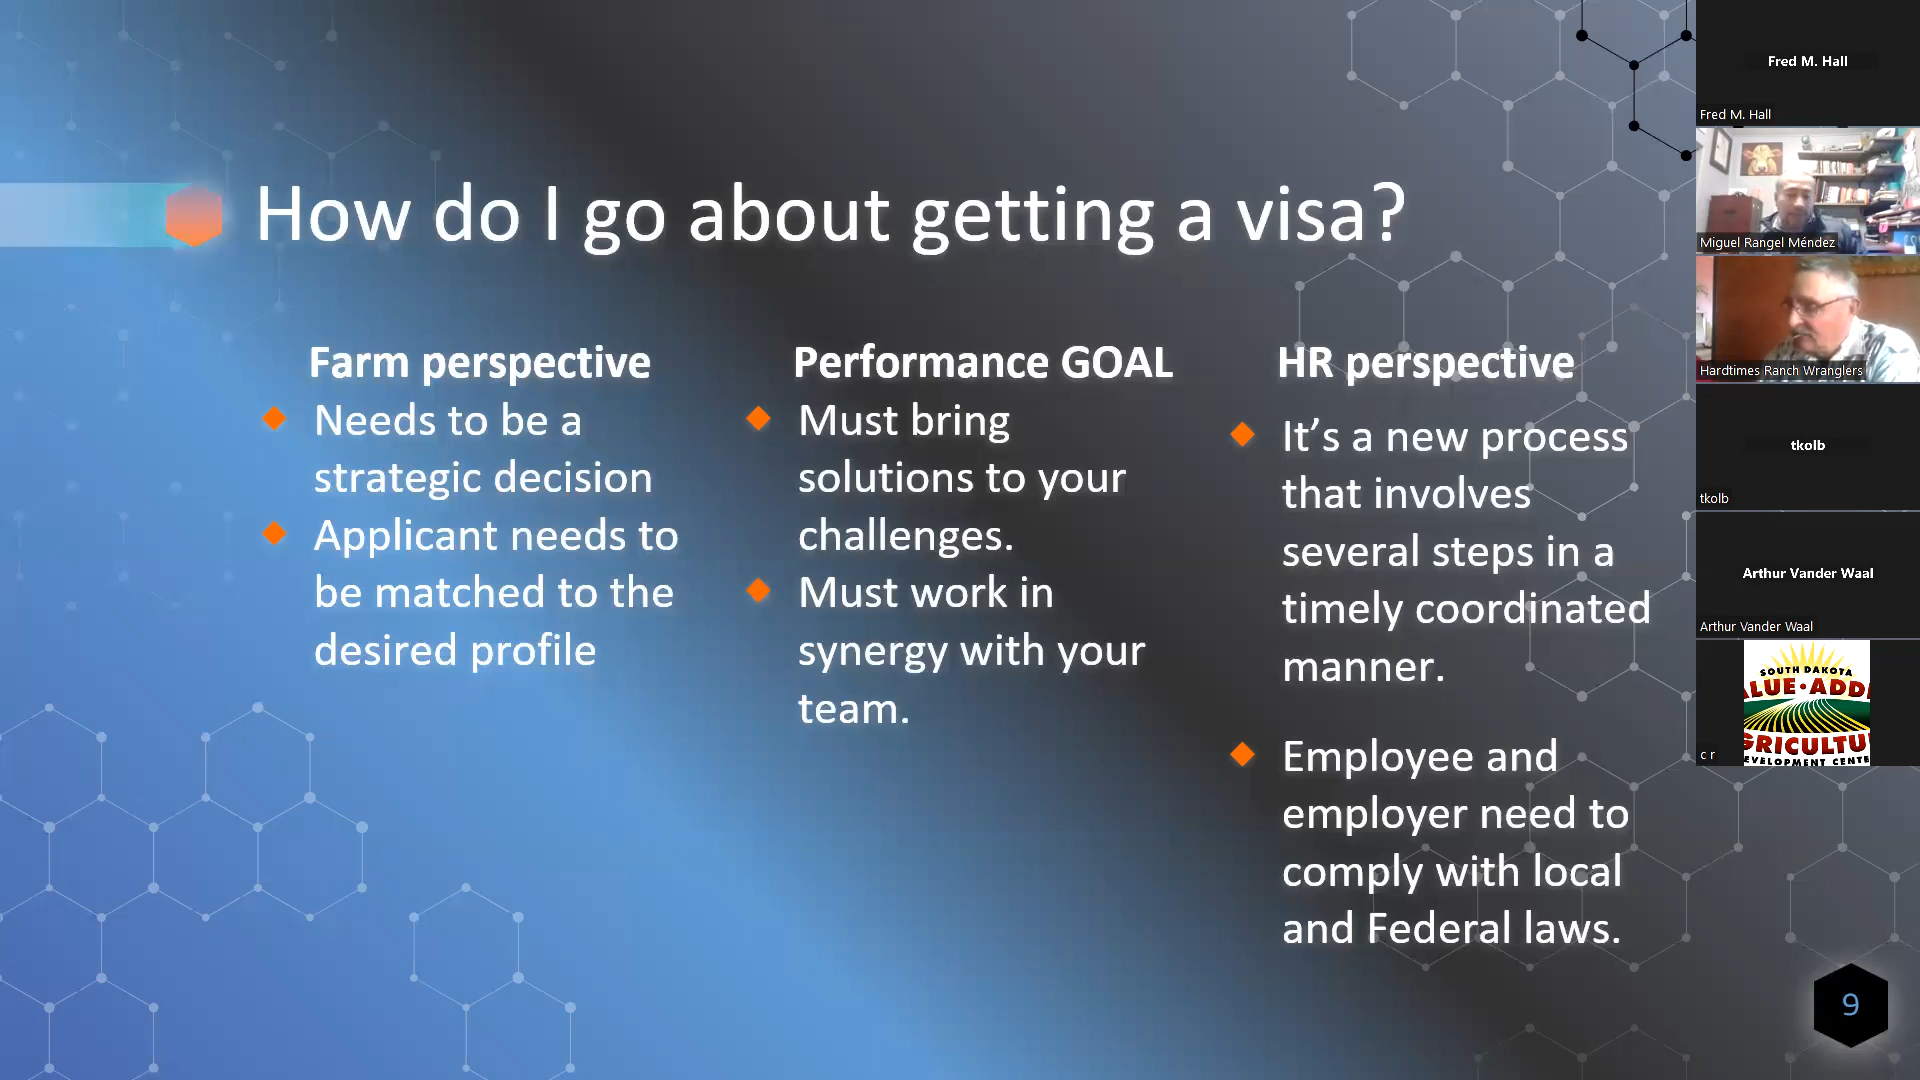 How do I go about getting a visa?
Farm perspective
Needs to be a
strategic decision
Applicant needs to
be matched to the
desired profile
Performance GOAL
Must bring
solutions to your
challenges.
Must work in
synergy with your
team.
HR perspective
It’s a new process
that involves
several steps in a
timely coordinated
manner.
Employee and
employer need to
comply with local
and Federal laws.
9
Fred M. Hall
Fred M. Hall
Miguel Rangel Méndez
Hardtimes Ranch Wranglers
tkolb
tkolb
Arthur Vander Waal
Arthur Vander Waal
SOUTH DAKOTA
ALUE•ADD
GRICULTU
EVELOPMENT CENTE
c r